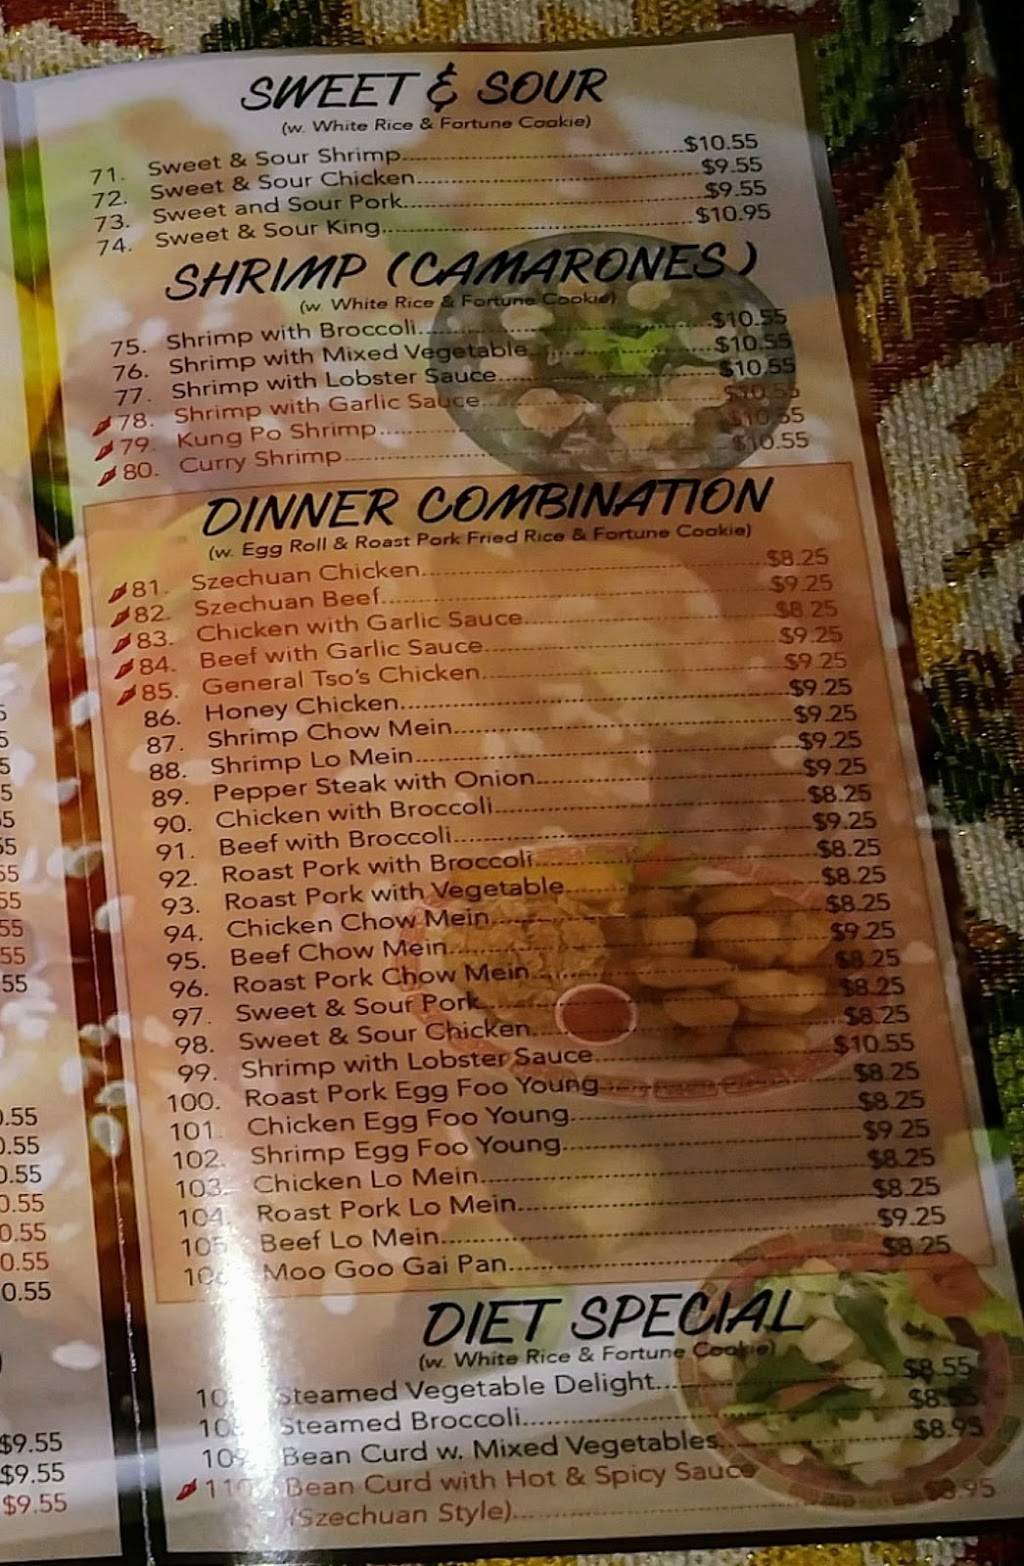 SWEET & SOUR
(w. White Rice & Fortune Cookie)
71. Sweet & Sour Shrimp $10.55
72. Sweet & Sour Chicken $9.55
73. Sweet and Sour Pork $9.55
74. Sweet & Sour King $10.95
SHRIMP (CAMARONES)
(w. White Rice & Fortune Cookie)
75. Shrimp with Broccoli $10.55
76. Shrimp with Mixed Vegetable $10.55
77. Shrimp with Lobster Sauce $10.55
78. Shrimp with Garlic Sauce $10.55
79. Kung Po Shrimp $10.55
80. Curry Shrimp $10.55
DINNER COMBINATION
(w. Egg Roll & Roast Pork Fried Rice & Fortune Cookie)
81. Szechuan Chicken $8.25
82. Szechuan Beef $9.25
83. Chicken with Garlic Sauce $8.25
84. Beef with Garlic Sauce $9.25
85. General Tso's Chicken $9.25
86. Honey Chicken $9.25
87. Shrimp Chow Mein $9.25
88. Shrimp Lo Mein $9.25
89. Pepper Steak with Onion $9.25
90. Chicken with Broccoli $8.25
91. Beef with Broccoli $9.25
92. Roast Pork with Broccoli $8.25
93. Roast Pork with Vegetable $8.25
94. Chicken Chow Mein $8.25
95. Beef Chow Mein $9.25
96. Roast Pork Chow Mein $8.25
97. Sweet & Sour Pork $8.25
98. Sweet & Sour Chicken $8.25
99. Shrimp with Lobster Sauce $10.55
100. Roast Pork Egg Foo Young $8.25
101. Chicken Egg Foo Young $8.25
102. Shrimp Egg Foo Young $9.25
103. Chicken Lo Mein $8.25
104. Roast Pork Lo Mein $8.25
105 Beef Lo Mein $9.25
Moo Goo Gai Pan $8.25
DIET SPECIAL
(w. White Rice & Fortune Cookie)
Steamed Vegetable Delight $8.55
Steamed Broccoli
109. Bean Curd w. Mixed Vegetables $8.95
110. Bean Curd with Hot & Spicy Sauce
(Szechuan Style) $8.95
$9.55
$9.55
$9.55